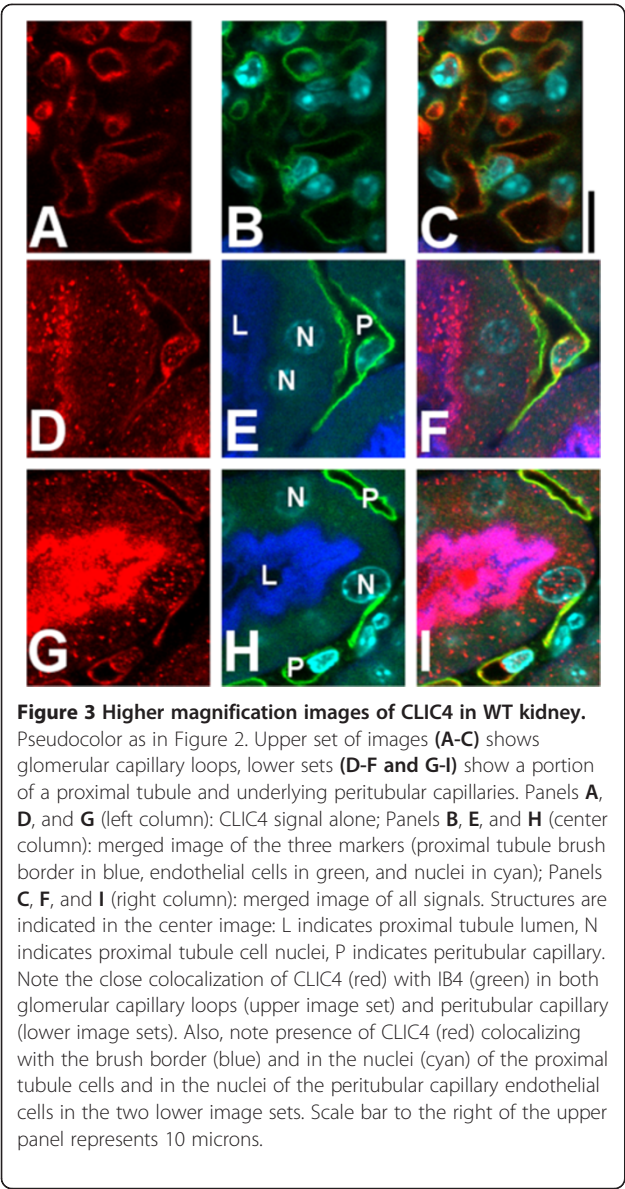 A B C
L N P
N
D E F
N P
L N
G H P I
Figure 3 Higher magnification images of CLIC4 in WT kidney.
Pseudocolor as in Figure 2. Upper set of images (A-C) shows
glomerular capillary loops, lower sets (D-F and G-I) show a portion
of a proximal tubule and underlying peritubular capillaries. Panels A,
D, and G (left column): CLIC4 signal alone; Panels B, E, and H (center
column): merged image of the three markers (proximal tubule brush
border in blue, endothelial cells in green, and nuclei in cyan); Panels
C, F, and I (right column): merged image of all signals. Structures are
indicated in the center image: L indicates proximal tubule lumen, N
indicates proximal tubule cell nuclei, P indicates peritubular capillary.
Note the close colocalization of CLIC4 (red) with IB4 (green) in both
glomerular capillary loops (upper image set) and peritubular capillary
(lower image sets). Also, note presence of CLIC4 (red) colocalizing
with the brush border (blue) and in the nuclei (cyan) of the proximal
tubule cells and in the nuclei of the peritubular capillary endothelial
cells in the two lower image sets. Scale bar to the right of the upper
panel represents 10 microns.